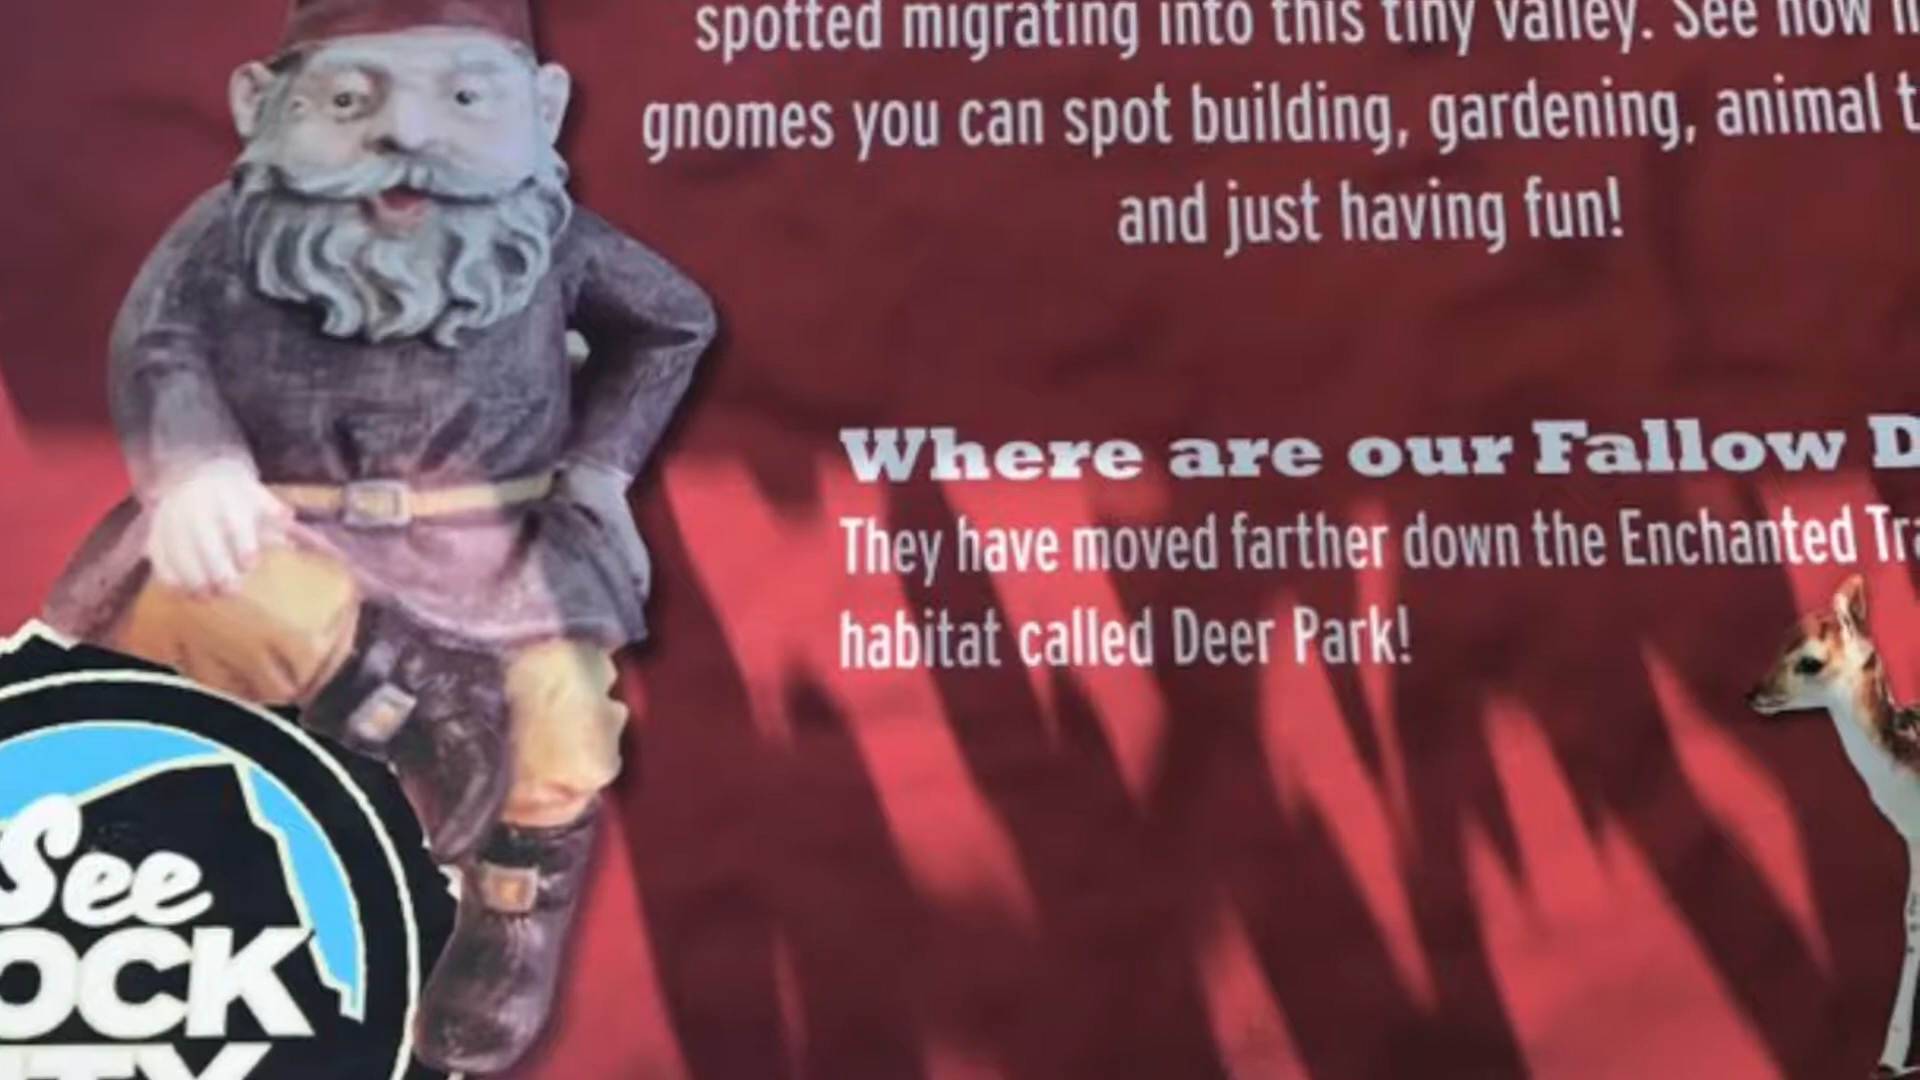 spotted migrating into this tiny valley. See how
gnomes you can spot building, gardening, animal
and just having fun!
Where are our Fallow
They have moved farther down the Enchanted
habitat called Deer Park!
See
OCK